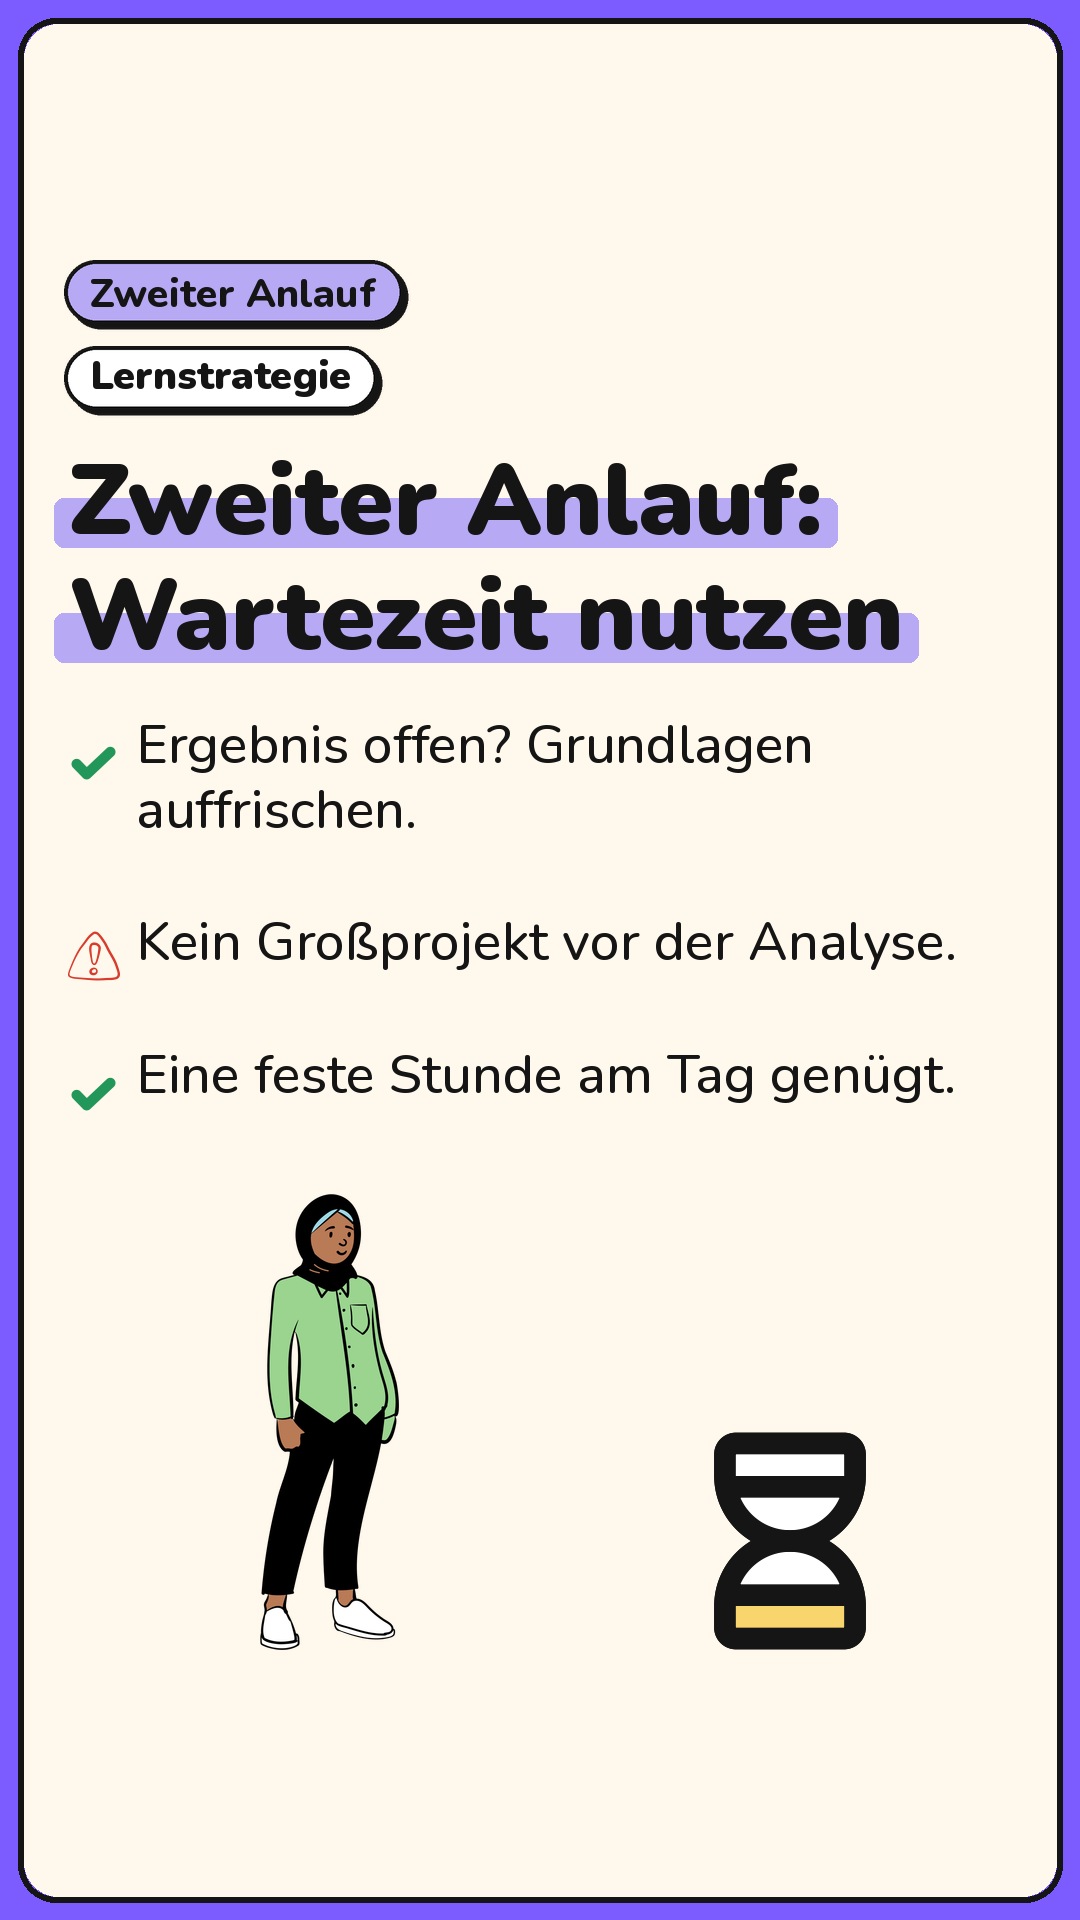 Zweiter Anlauf
Lernstrategie
Zweiter Anlauf:
Wartezeit nutzen
Ergebnis offen? Grundlagen
auffrischen.
Kein Großprojekt vor der Analyse.
Eine feste Stunde am Tag genügt.